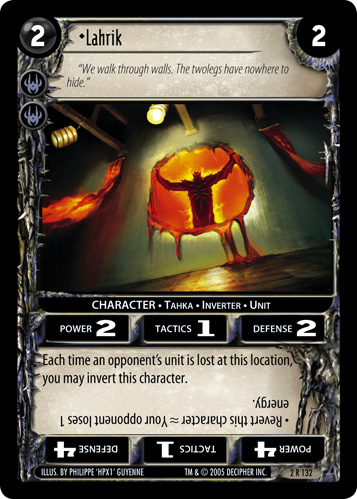 2
•Lahrik
2
"We walk through walls. The twolegs have nowhere to
hide."
CHARACTER • TAHKA • INVERTER • UNIT
POWER 2 TACTICS 1 DEFENSE 2
Each time an opponent's unit is lost at this location,
you may invert this character.
• Revert this character ≈ Your opponent loses 1
energy.
POWER 4 TACTICS 1 DEFENSE 4
ILLUS. BY PHILIPPE 'HPX1' GUYENNE
TM & © 2005 DECIPHER INC.
2 R 132